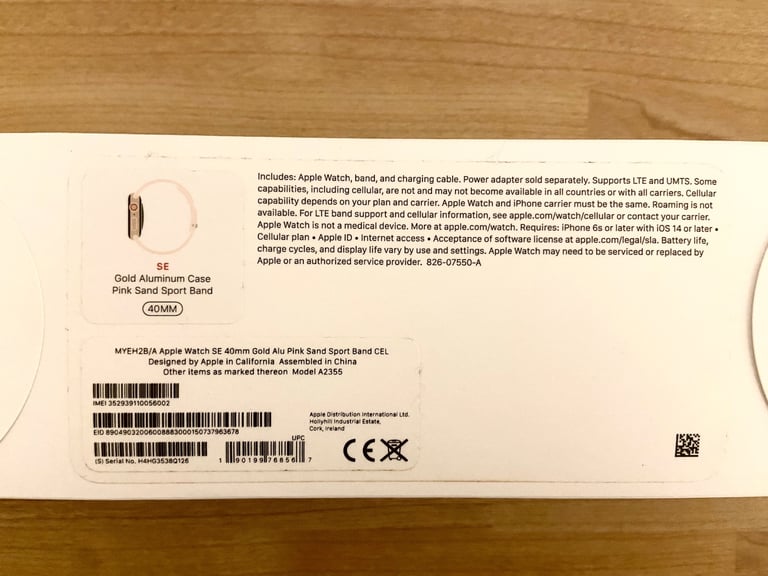 SE
Gold Aluminum Case
Pink Sand Sport Band
40MM
Includes: Apple Watch, band, and charging cable. Power adapter sold separately. Supports LTE and UMTS. Some
capabilities, including cellular, are not and may not become available in all countries or with all carriers. Cellular
capability depends on your plan and carrier. Apple Watch and iPhone carrier must be the same. Roaming is not
available. For LTE band support and cellular information, see apple.com/watch/cellular or contact your carrier.
Apple Watch is not a medical device. More at apple.com/watch. Requires: iPhone 6s or later with iOS 14 or later •
Cellular plan • Apple ID • Internet access • Acceptance of software license at apple.com/legal/sla. Battery life,
charge cycles, and display life vary by use and settings. Apple Watch may need to be serviced or replaced by
Apple or an authorized service provider. 826-07550-A
MYEH2B/A Apple Watch SE 40mm Gold Alu Pink Sand Sport Band CEL
Designed by Apple in California Assembled in China
Other items as marked thereon Model A2355
IMEI 352939110056002
EID 89049032006008883000150737963678
(S) Serial No. H4HG3538Q126
UPC
1 90199 76856 7
Apple Distribution International Ltd.
Hollyhill Industrial Estate,
Cork, Ireland
CE